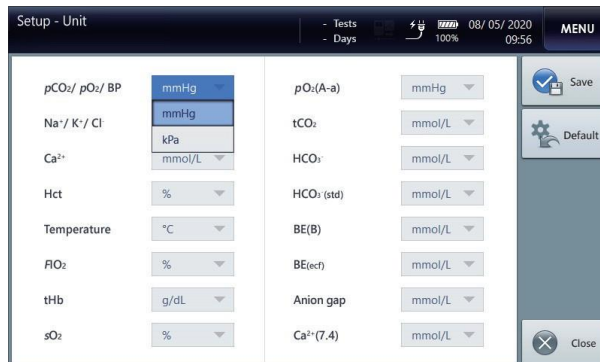 Setup - Unit
- Tests
- Days
100%
08/ 05/ 2020
09:56
MENU
pCO₂/ pO₂/ BP mmHg
mmHg
kPa
Na⁺/ K⁺/ Cl⁻
Ca²⁺ mmol/L
Hct %
Temperature °C
FIO₂ %
tHb g/dL
sO₂ %
pO₂(A-a) mmHg
tCO₂ mmol/L
HCO₃⁻ mmol/L
HCO₃⁻(std) mmol/L
BE(B) mmol/L
BE(ecf) mmol/L
Anion gap mmol/L
Ca²⁺(7.4) mmol/L
Save
Default
Close